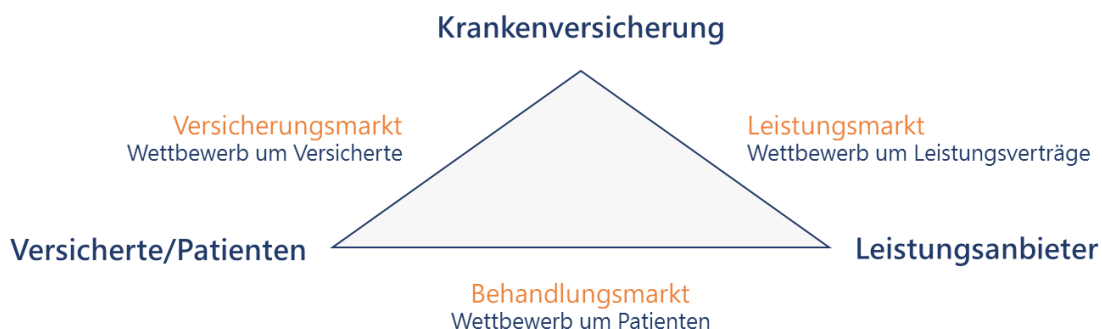 Krankenversicherung
Versicherungsmarkt
Wettbewerb um Versicherte
Leistungsmarkt
Wettbewerb um Leistungsverträge
Versicherte/Patienten
Leistungsanbieter
Behandlungsmarkt
Wettbewerb um Patienten